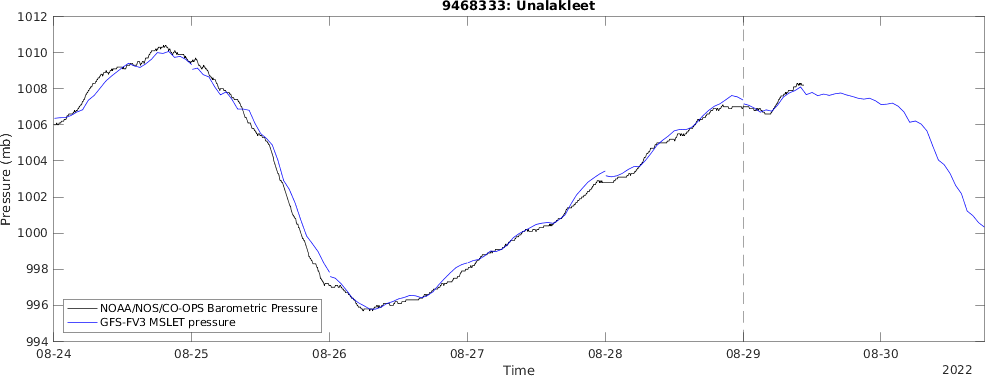 9468333: Unalakleet
Pressure (mb)
1012
1010
1008
1006
1004
1002
1000
998
996
994
NOAA/NOS/CO-OPS Barometric Pressure
GFS-FV3 MSLET pressure
08-24 08-25 08-26 08-27 08-28 08-29 08-30
Time
2022